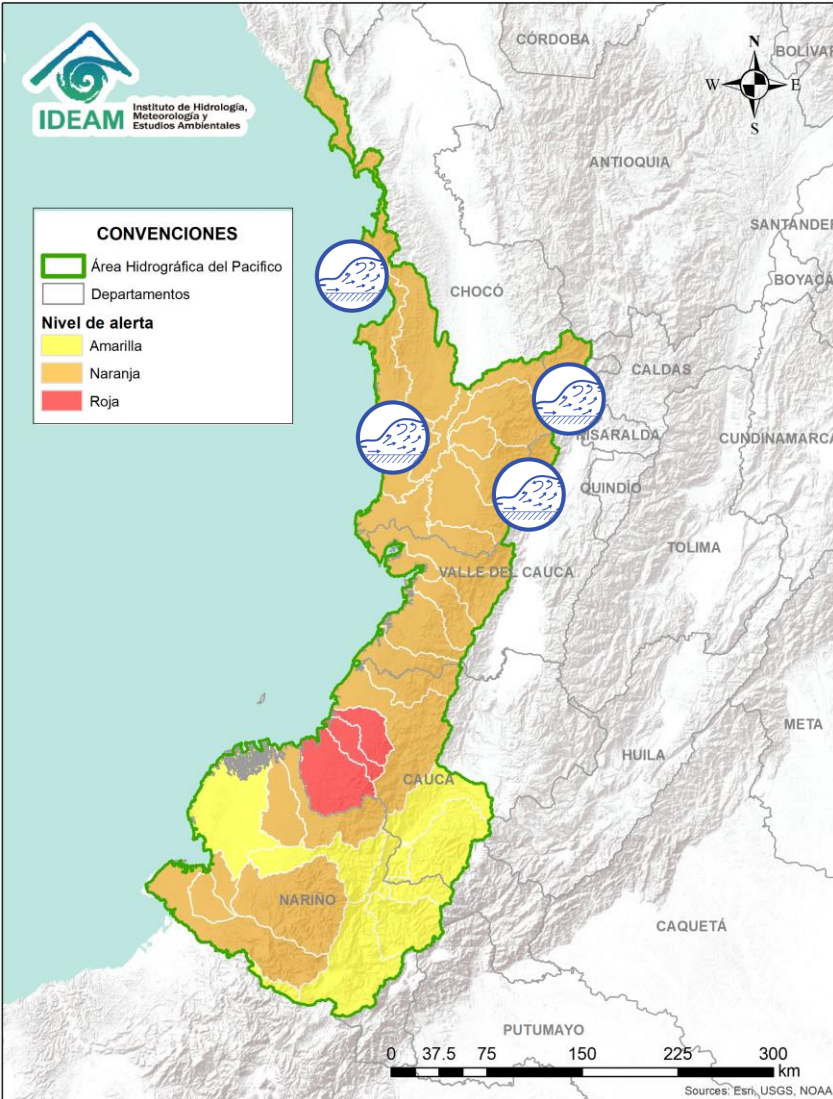 IDEAM
Instituto de Hidrología,
Meteorología y
Estudios Ambientales
N
W
E
S
CÓRDOBA
BOLÍVAR
ANTIOQUIA
SANTANDER
BOYACÁ
CHOCÓ
CONVENCIONES
Área Hidrográfica del Pacifico
Departamentos
Nivel de alerta
Amarilla
Naranja
Roja
CALDAS
RISARALDA
CUNDINAMARCA
QUINDÍO
TOLIMA
VALLE DEL CAUCA
META
HUILA
CAUCA
NARIÑO
CAQUETÁ
PUTUMAYO
0 37.5 75 150 225 300
km
Sources: Esri, USGS, NOAA